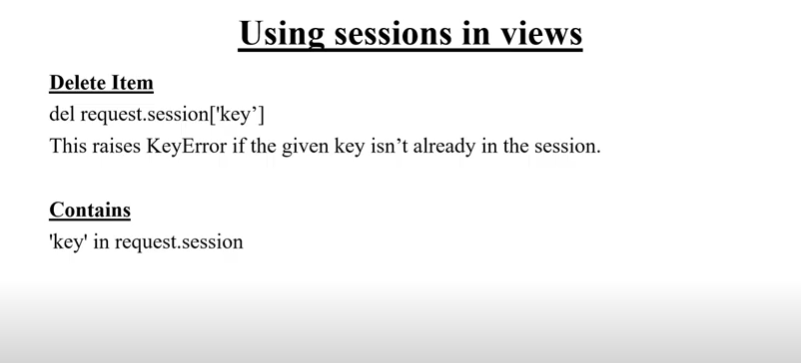 Using sessions in views
Delete Item
del request.session['key’]
This raises KeyError if the given key isn’t already in the session.
Contains
'key' in request.session